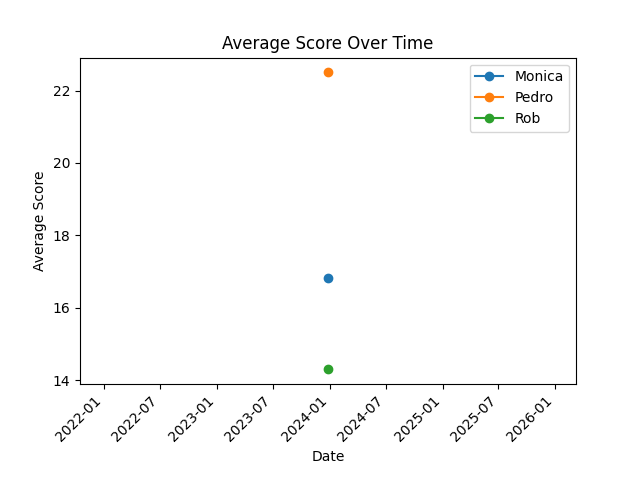 Average Score Over Time
Monica
Pedro
Rob
Average Score
22
20
18
16
14
2022-01
2022-07
2023-01
2023-07
2024-01
2024-07
2025-01
2025-07
2026-01
Date